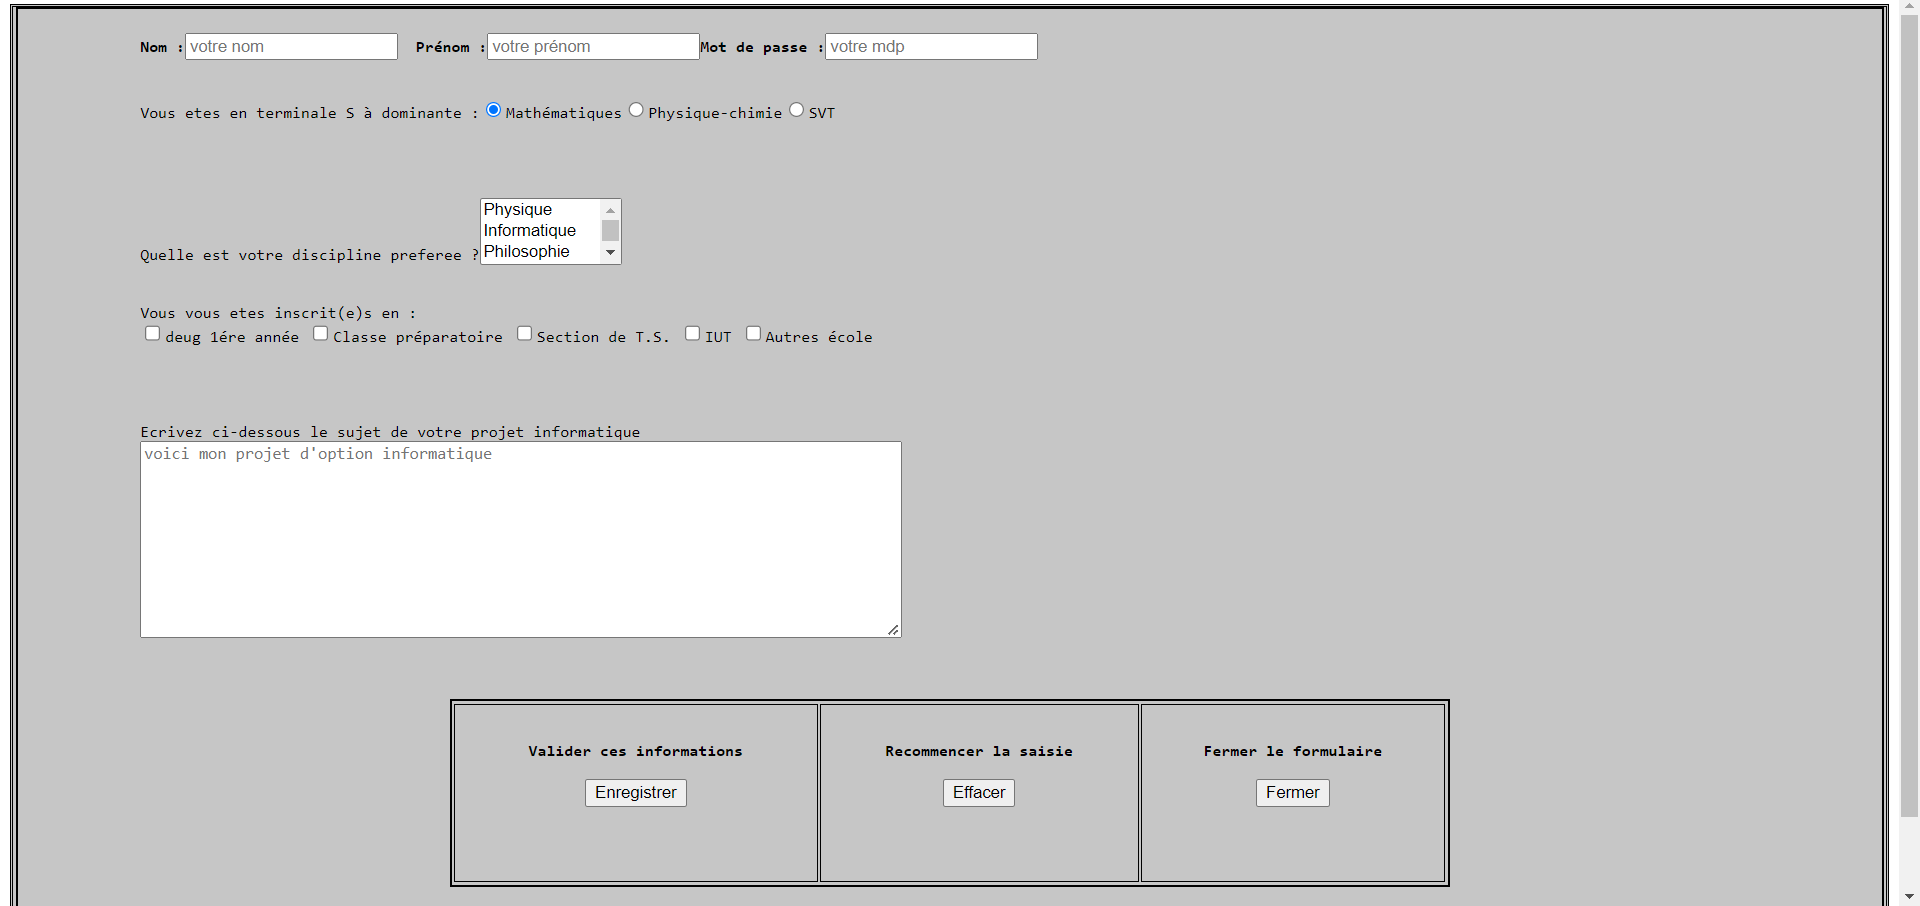 Nom : votre nom Prénom : votre prénom Mot de passe : votre mdp
Vous etes en terminale S à dominante : Mathématiques Physique-chimie SVT
Physique
Informatique
Philosophie
Quelle est votre discipline preferee ?
Vous vous etes inscrit(e)s en :
deug 1ére année Classe préparatoire Section de T.S. IUT Autres école
Ecrivez ci-dessous le sujet de votre projet informatique
voici mon projet d'option informatique
Valider ces informations Recommencer la saisie Fermer le formulaire
Enregistrer Effacer Fermer